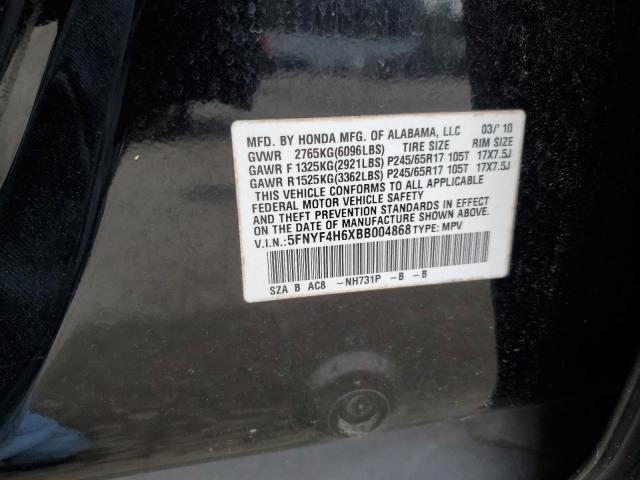 MFD. BY HONDA MFG. OF ALABAMA, LLC 03/'10
GVWR 2765KG(6096LBS) TIRE SIZE RIM SIZE
GAWR F 1325KG(2921LBS) P245/65R17 105T 17X7.5J
GAWR R1525KG(3362LBS) P245/65R17 105T 17X7.5J
THIS VEHICLE CONFORMS TO ALL APPLICABLE
FEDERAL MOTOR VEHICLE SAFETY
AND THEFT PREVENTION STANDARDS IN EFFECT
ON THE DATE OF MANUFACTURE SHOWN ABOVE.
V.I.N.:5FNYF4H6XBB004868TYPE: MPV
SZA B AC8 -NH731P -B -B